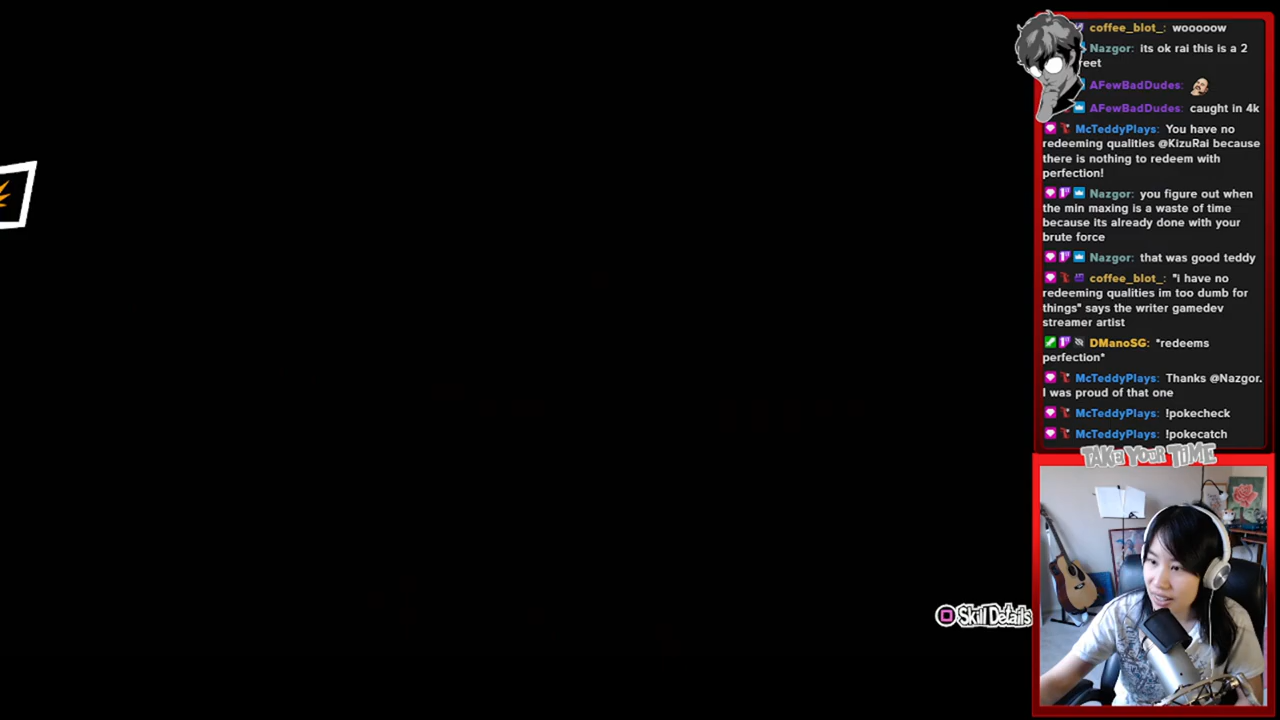 coffee_blot_: wooooow
Nazgor: its ok rai this is a 2
reet
AFewBadDudes:
AFewBadDudes: caught in 4k
McTeddyPlays: You have no
redeeming qualities @KizuRai because
there is nothing to redeem with
perfection!
Nazgor: you figure out when
the min maxing is a waste of time
because its already done with your
brute force
Nazgor: that was good teddy
coffee_blot_: "i have no
redeeming qualities im too dumb for
things" says the writer gamedev
streamer artist
DManoSG: *redeems
perfection*
McTeddyPlays: Thanks @Nazgor.
I was proud of that one
McTeddyPlays: !pokecheck
McTeddyPlays: !pokecatch
TAKE YOUR TIME
Skill Details